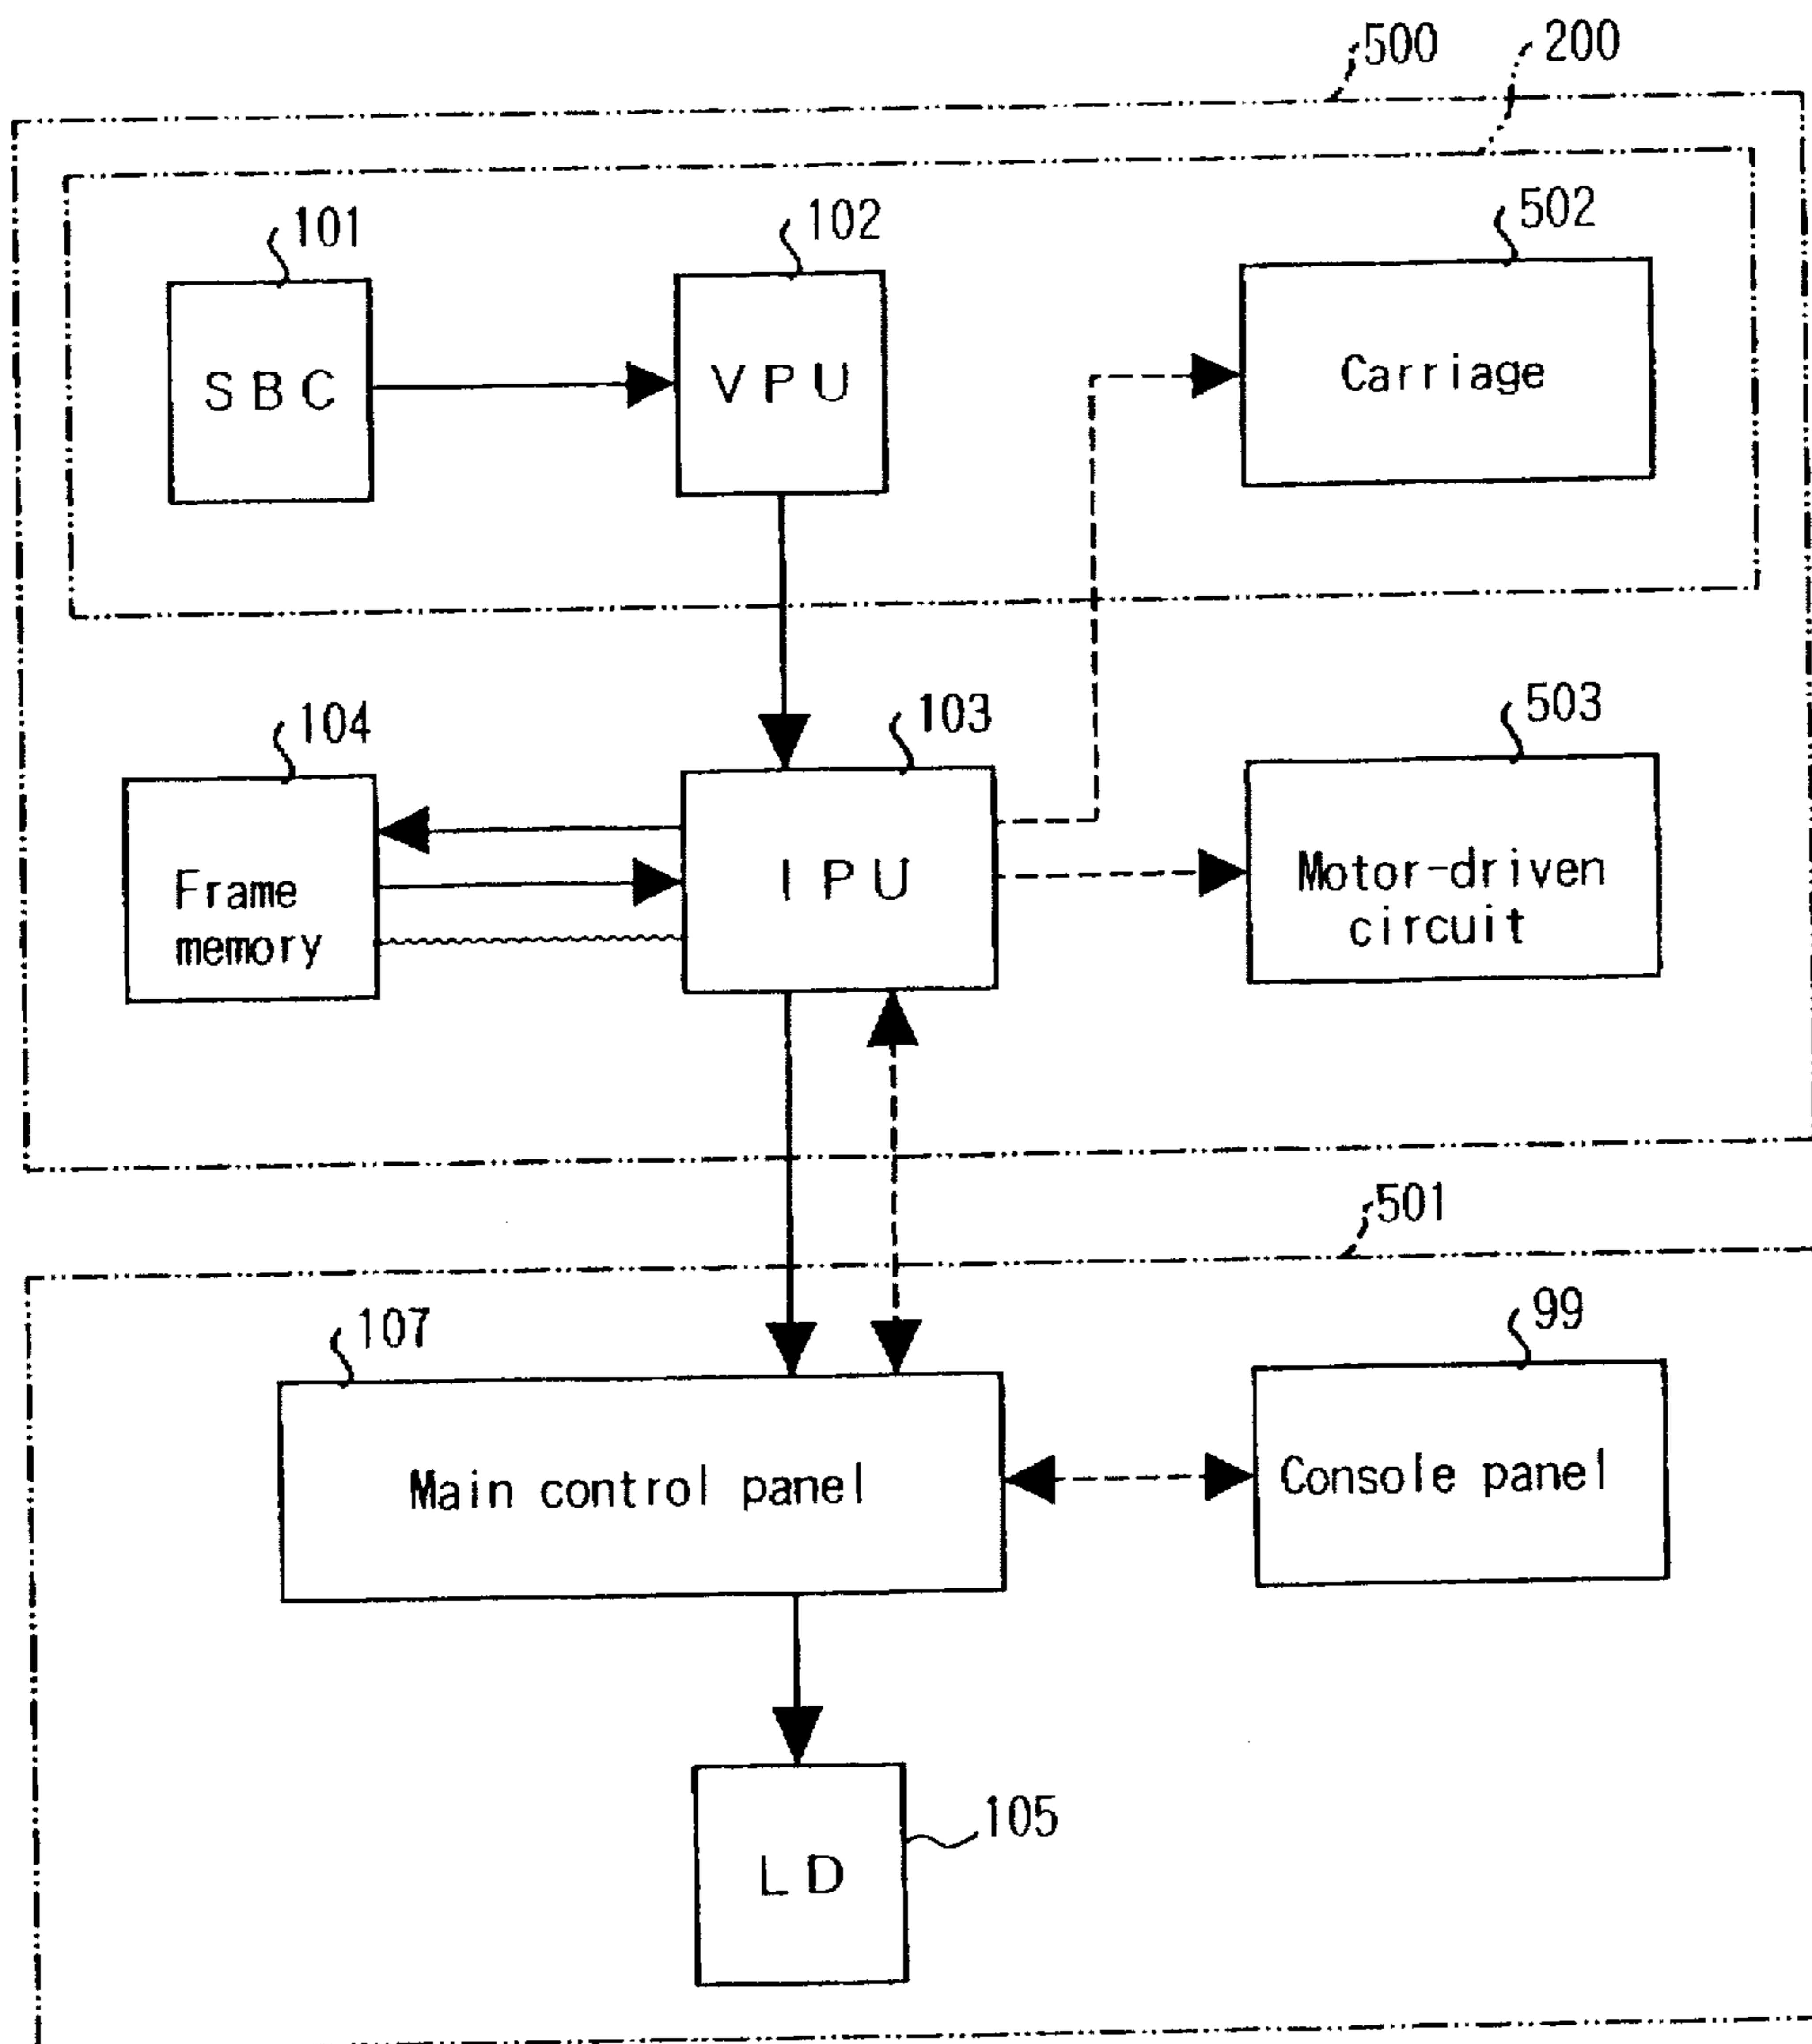 500
200
101
102
502
SBC
VPU
Carriage
104
103
503
Frame
memory
IPU
Motor-driven
circuit
501
107
99
Main control panel
Console panel
105
LD